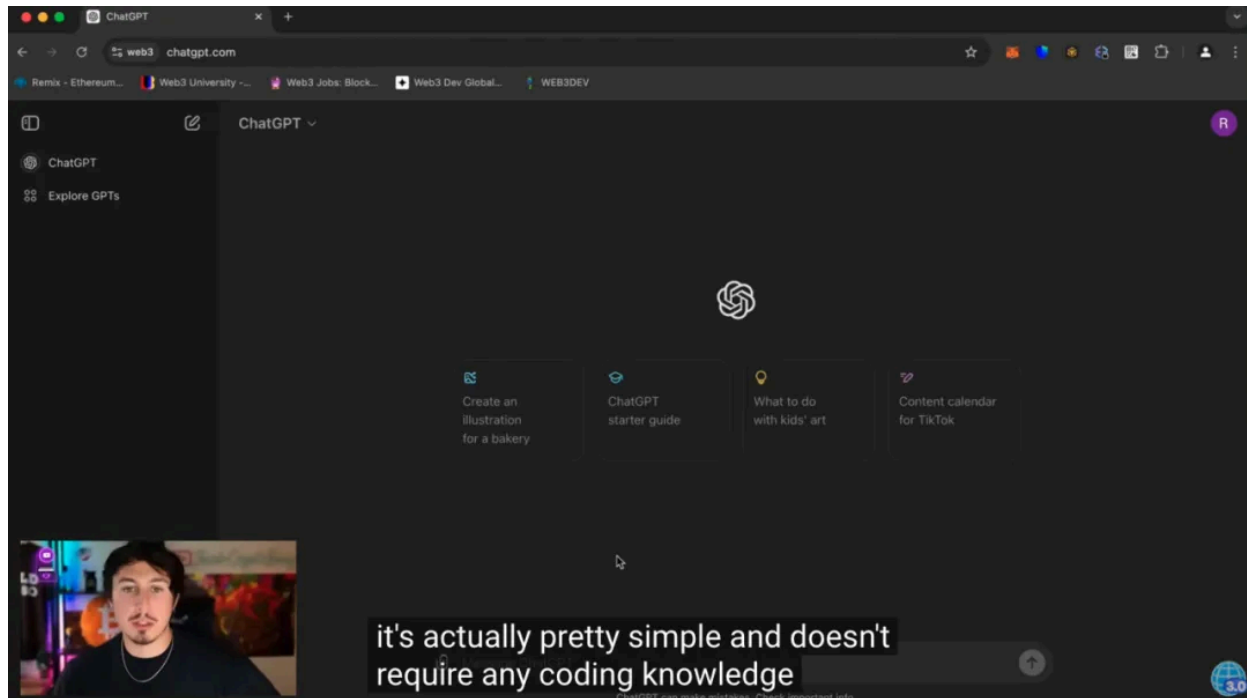 ChatGPT
web3 chatgpt.com
Remix - Ethereum... Web3 University -... Web3 Jobs: Block... Web3 Dev Global... WEB3DEV
ChatGPT
R
ChatGPT
Explore GPTs
Create an
illustration
for a bakery
ChatGPT
starter guide
What to do
with kids' art
Content calendar
for TikTok
it's actually pretty simple and doesn't
require any coding knowledge
ChatGPT can make mistakes. Check important info.
3.0